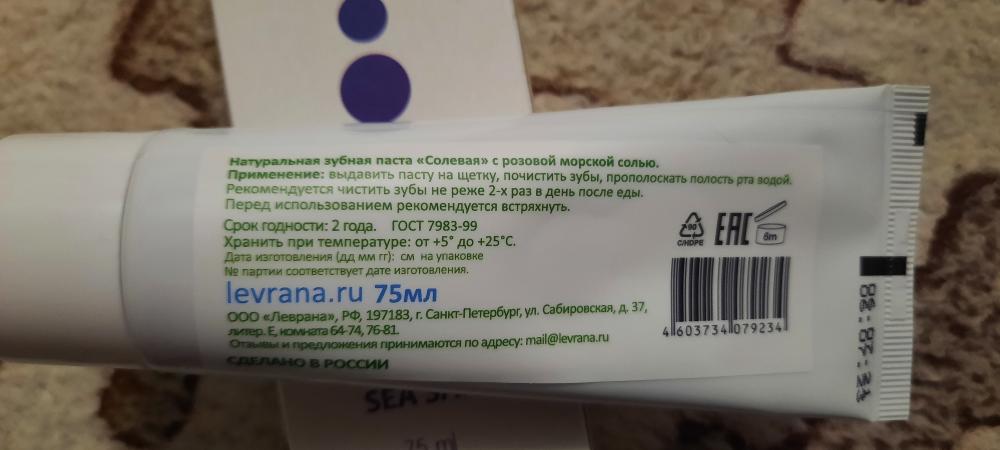 Натуральная зубная паста «Солевая» с розовой морской солью.
Применение: выдавить пасту на щетку, почистить зубы, прополоскать полость рта водой.
Рекомендуется чистить зубы не реже 2-х раз в день после еды.
Перед использованием рекомендуется встряхнуть.
Срок годности: 2 года. ГОСТ 7983-99
Хранить при температуре: от +5° до +25°С.
Дата изготовления (дд мм гг): см на упаковке
№ партии соответствует дате изготовления.
levrana.ru 75мл
ООО «Леврана», РФ, 197183, г. Санкт-Петербург, ул. Сабировская, д. 37,
литер. Е, комната 64-74, 76-81.
Отзывы и предложения принимаются по адресу: mail@levrana.ru
СДЕЛАНО В РОССИИ
90
C/HDPE
ЕАС
6m
4 603734 079234
SEA
75 ml